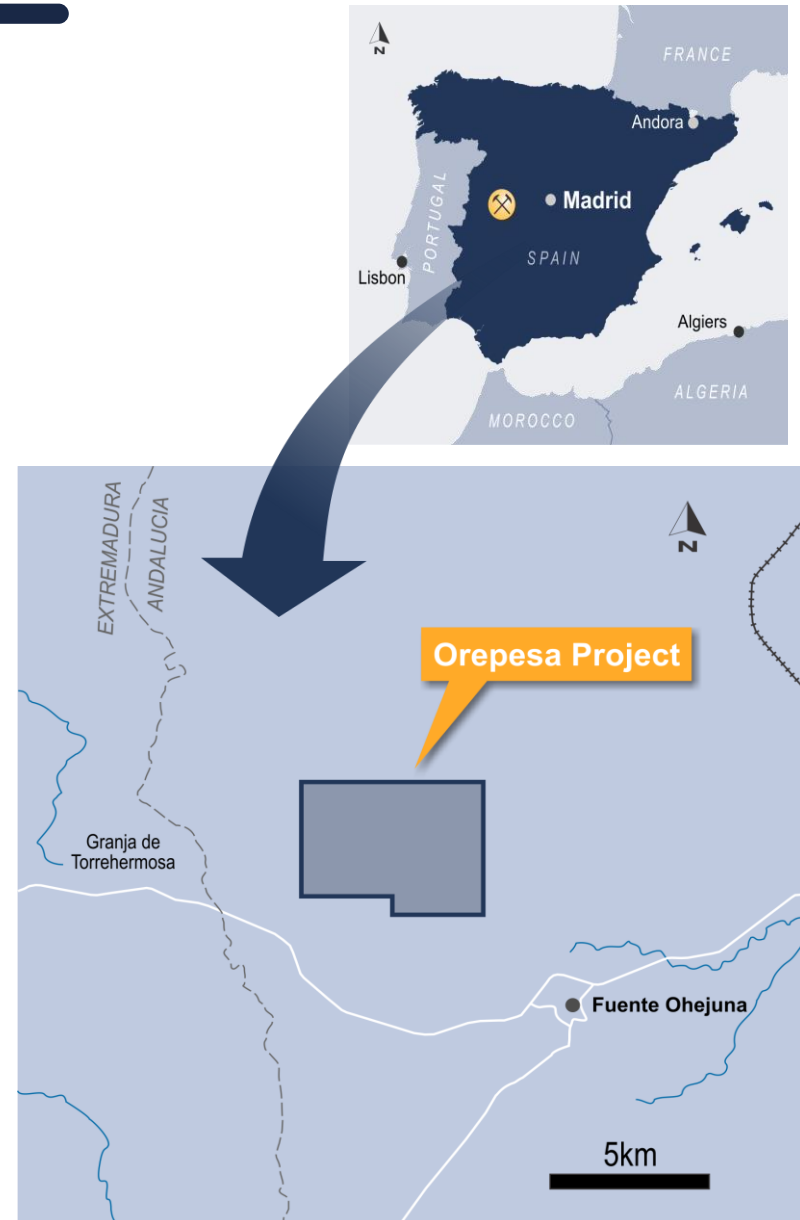 N
FRANCE
Andora
PORTUGAL
Madrid
SPAIN
Lisbon
Algiers
ALGERIA
MOROCCO
EXTREMADURA
ANDALUCIA
N
Orepesa Project
Granja de
Torrehermosa
Fuente Ohejuna
5km